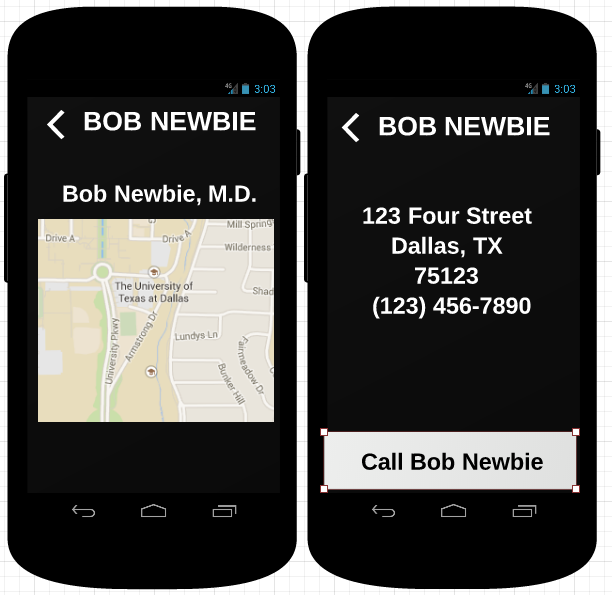 4G 3:03
BOB NEWBIE
Bob Newbie, M.D.
Mill Spring
Drive A
Drive A
Wilderness
The University of
Texas at Dallas
Shad
University Pkwy
Armstrong Dr
Lundys Ln
Fairmeadow Dr
Bunker Hill
4G 3:03
BOB NEWBIE
123 Four Street
Dallas, TX
75123
(123) 456-7890
Call Bob Newbie